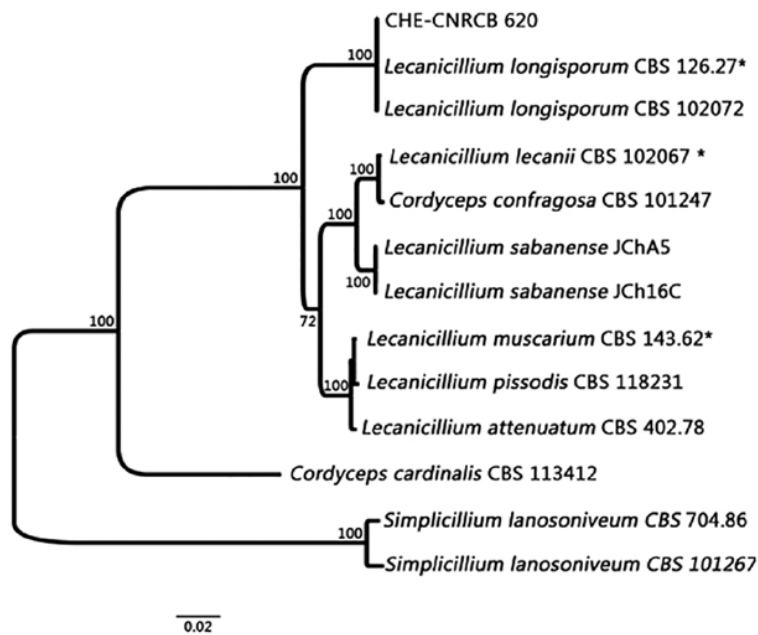 CHE-CNRCB 620
100
Lecanicillium longisporum CBS 126.27*
Lecanicillium longisporum CBS 102072
Lecanicillium lecanii CBS 102067 *
100
100
Cordyceps confragosa CBS 101247
100
Lecanicillium sabanense JChA5
100
Lecanicillium sabanense JCh16C
100
72
Lecanicillium muscarium CBS 143.62*
Lecanicillium pissodis CBS 118231
100
Lecanicillium attenuatum CBS 402.78
Cordyceps cardinalis CBS 113412
Simplicillium lanosoniveum CBS 704.86
100
Simplicillium lanosoniveum CBS 101267
0.02